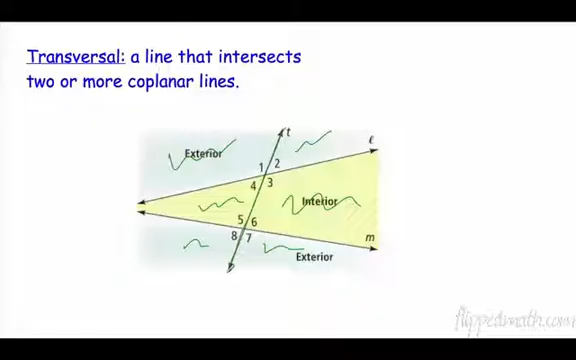 Transversal: a line that intersects
two or more coplanar lines.
t
ℓ
Exterior
1 2
4 3
Interior
5 6
8 7
m
Exterior
flippedmath.com